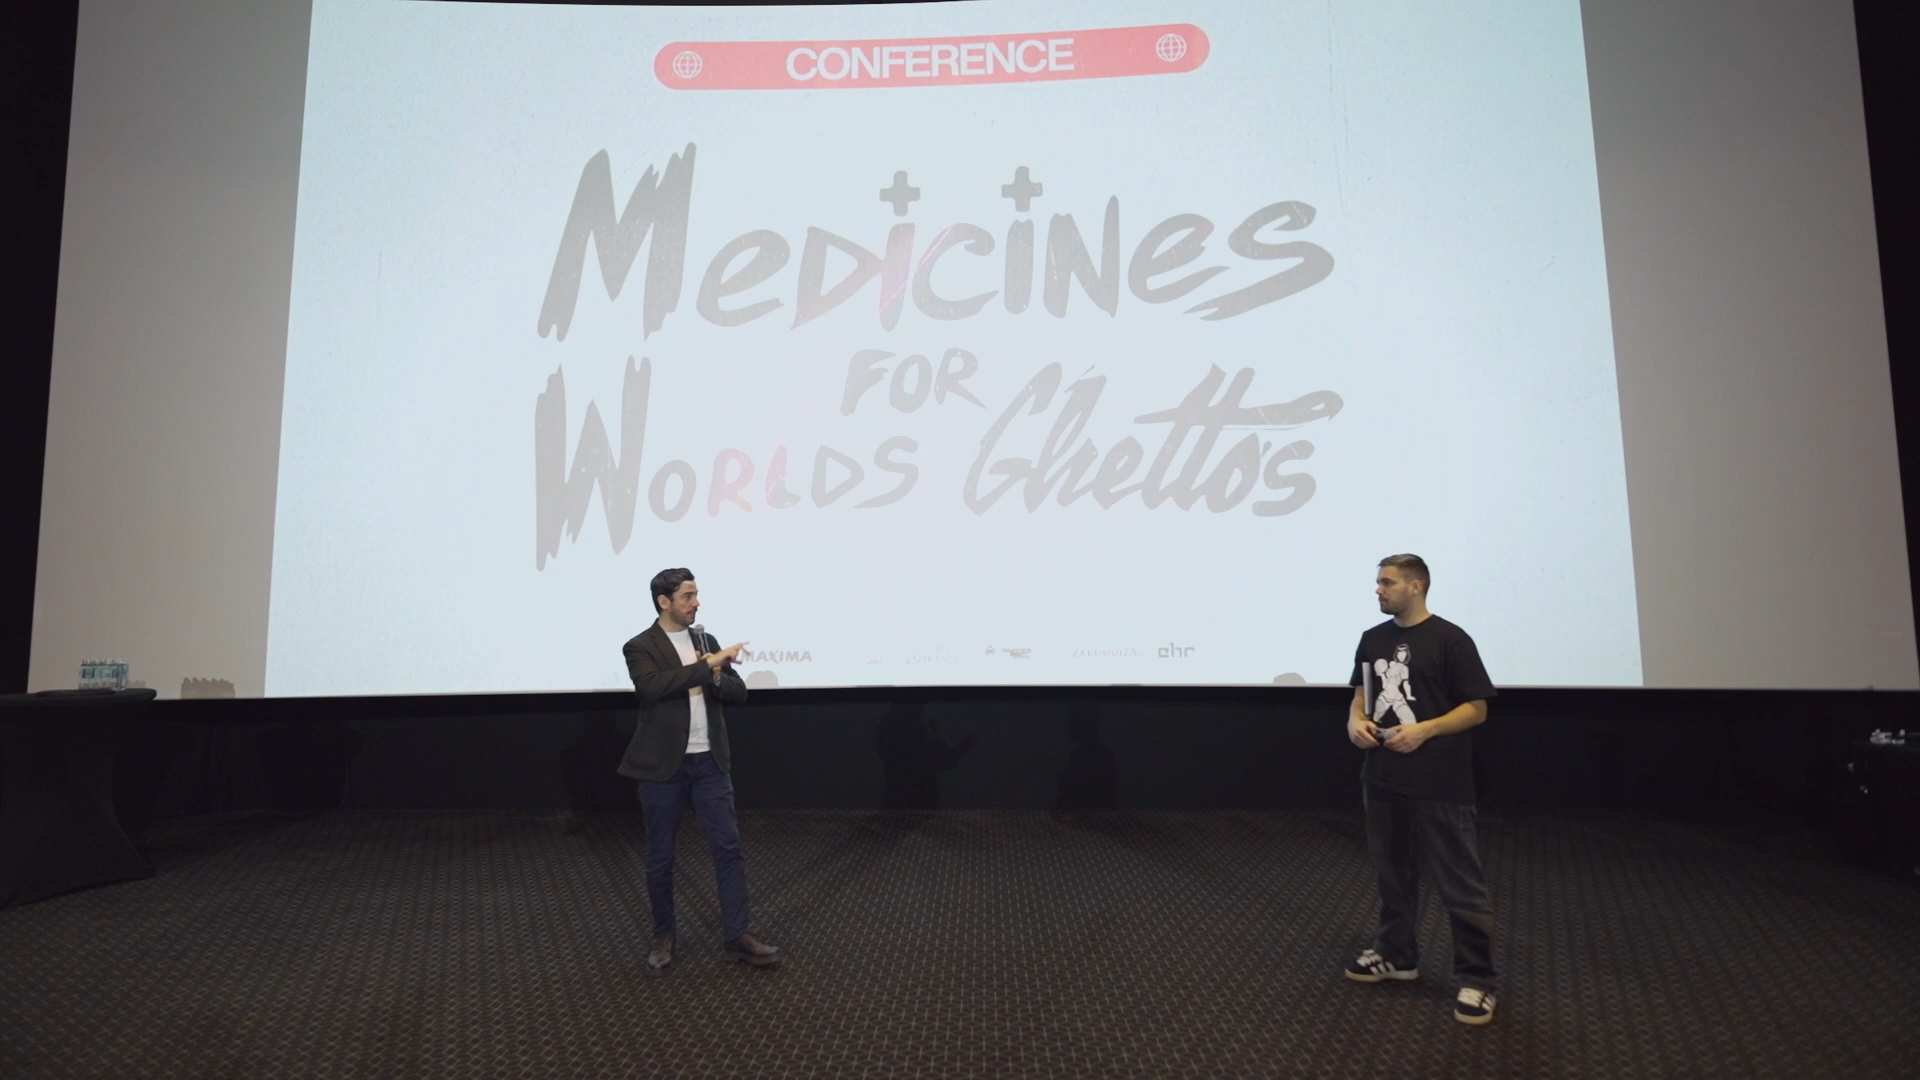 CONFERENCE
MEDiCiNES
FOR
WORLDS Ghetto's
MAXIMA
ehr